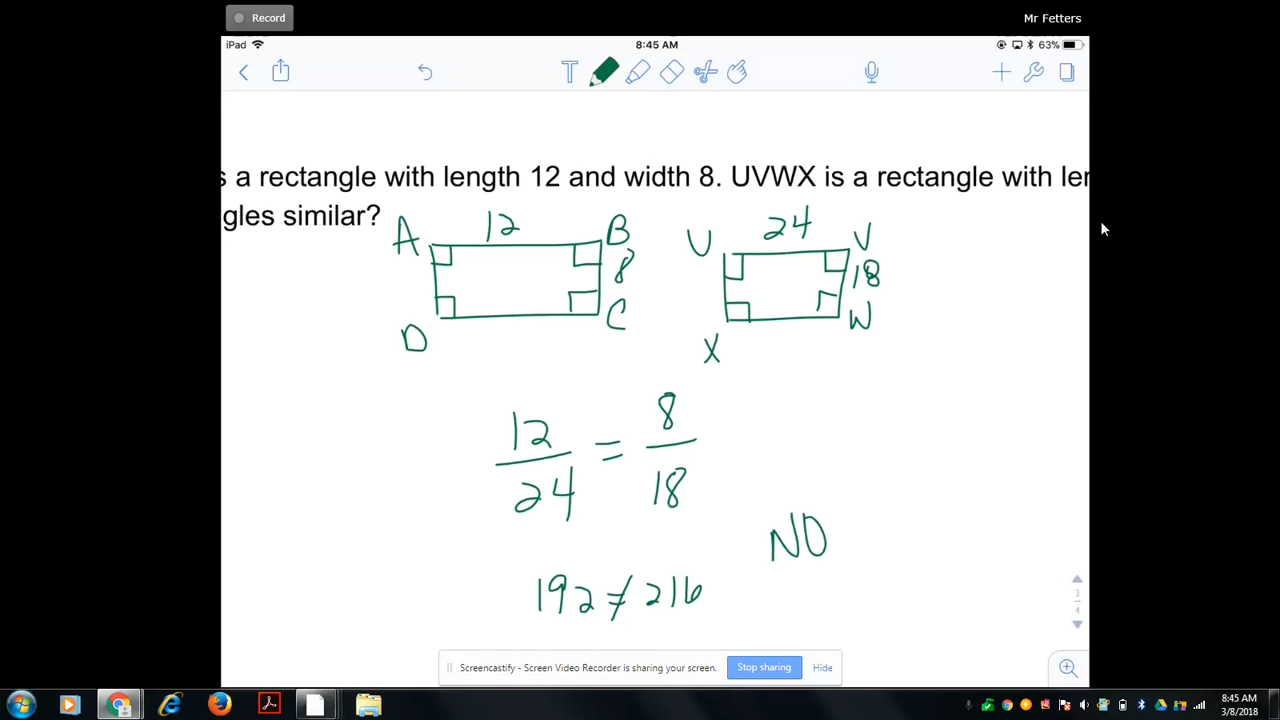 Record
Mr Fetters
iPad 8:45 AM 63%
T
s a rectangle with length 12 and width 8. UVWX is a rectangle with ler
gles similar?
A 12 B U 24 V
8 18
D C X W
12/24 = 8/18
NO
192 ≠ 216
3
4
Screencastify - Screen Video Recorder is sharing your screen. Stop sharing Hide
8:45 AM
3/8/2018